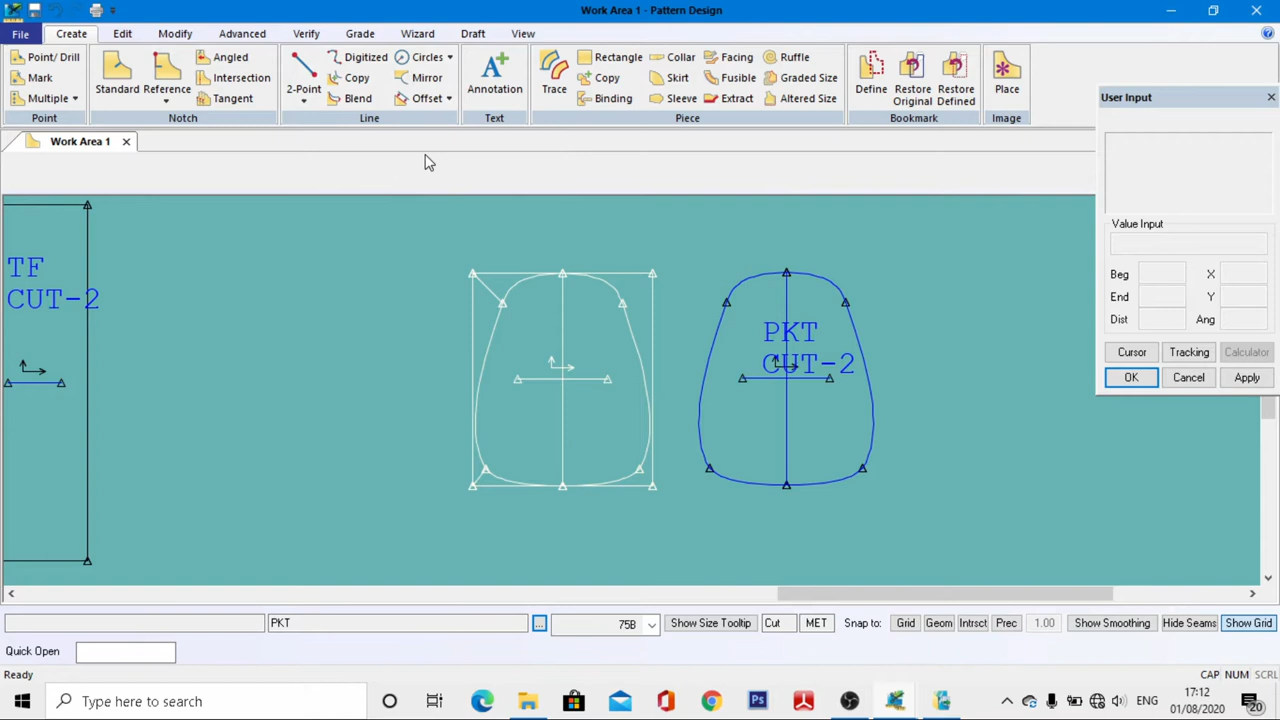 Work Area 1 - Pattern Design
File Create Edit Modify Advanced Verify Grade Wizard Draft View
Point/ Drill Angled Digitized Circles Rectangle Collar Facing Ruffle
Mark Standard Reference Intersection 2-Point Copy Mirror Annotation Trace Copy Skirt Fusible Graded Size Define Restore Original Restore Defined Place
Multiple Tangent Blend Offset Binding Sleeve Extract Altered Size
Point Notch Line Text Piece Bookmark Image
Work Area 1
User Input
Value Input
Beg X
End Y
Dist Ang
Cursor Tracking Calculator
OK Cancel Apply
TF
CUT-2
PKT
CUT-2
PKT ... 75B Show Size Tooltip Cut MET Snap to: Grid Geom Intrsct Prec 1.00 Show Smoothing Hide Seams Show Grid
Quick Open
Ready CAP NUM SCRL
Type here to search ENG 17:12
01/08/2020 20